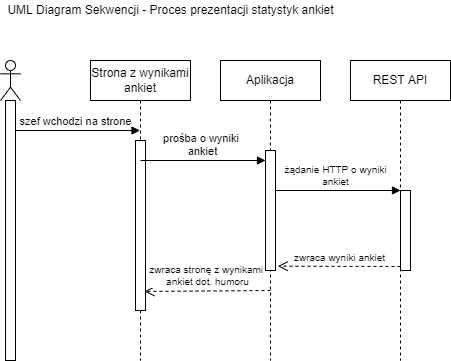 UML Diagram Sekwencji - Proces prezentacji statystyk ankiet
Strona z wynikami
ankiet
Aplikacja
REST API
szef wchodzi na strone
prośba o wyniki
ankiet
żądanie HTTP o wyniki
ankiet
zwraca wyniki ankiet
zwraca stronę z wynikami
ankiet dot. humoru